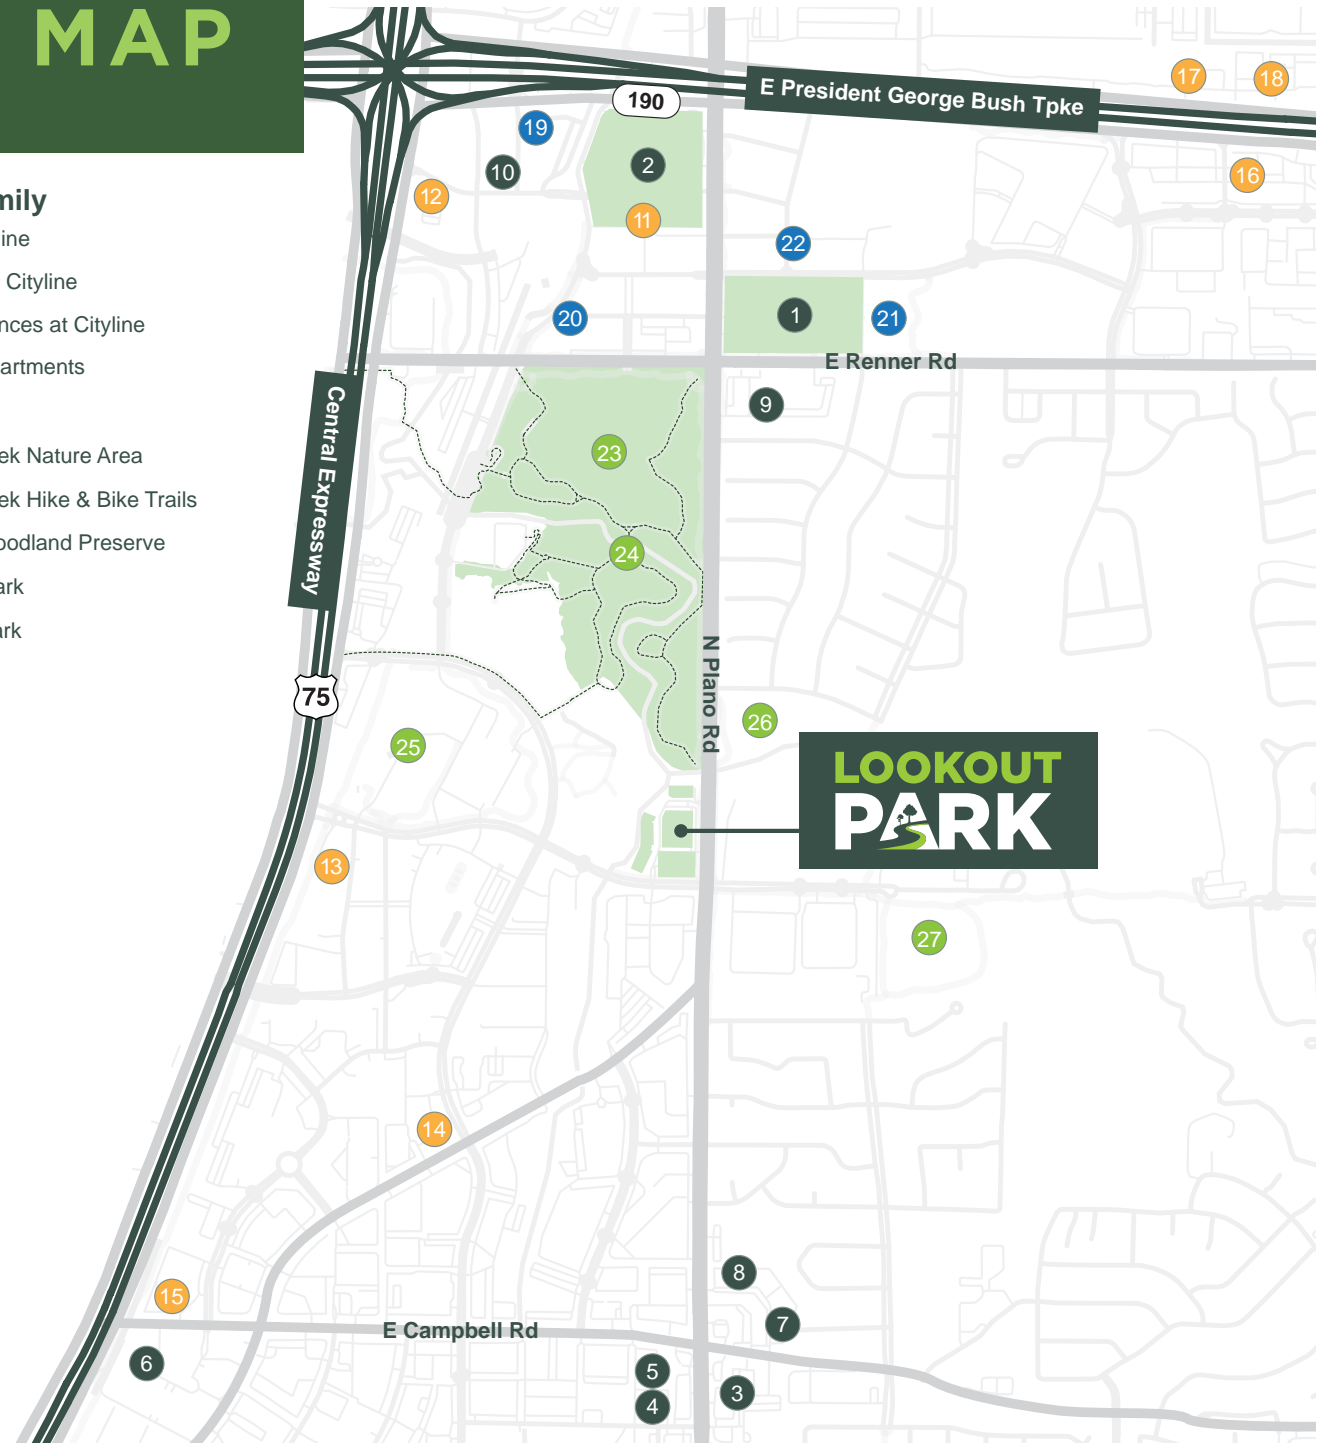 MAP
mily
ine
Cityline
nces at Cityline
artments
ek Nature Area
ek Hike & Bike Trails
oodland Preserve
ark
ark
190
E President George Bush Tpke
17
18
19
10
2
12
11
16
22
20
1
21
E Renner Rd
Central Expressway
9
23
24
N Plano Rd
75
26
25
LOOKOUT
PARK
13
27
14
8
15
7
E Campbell Rd
6
5
4
3